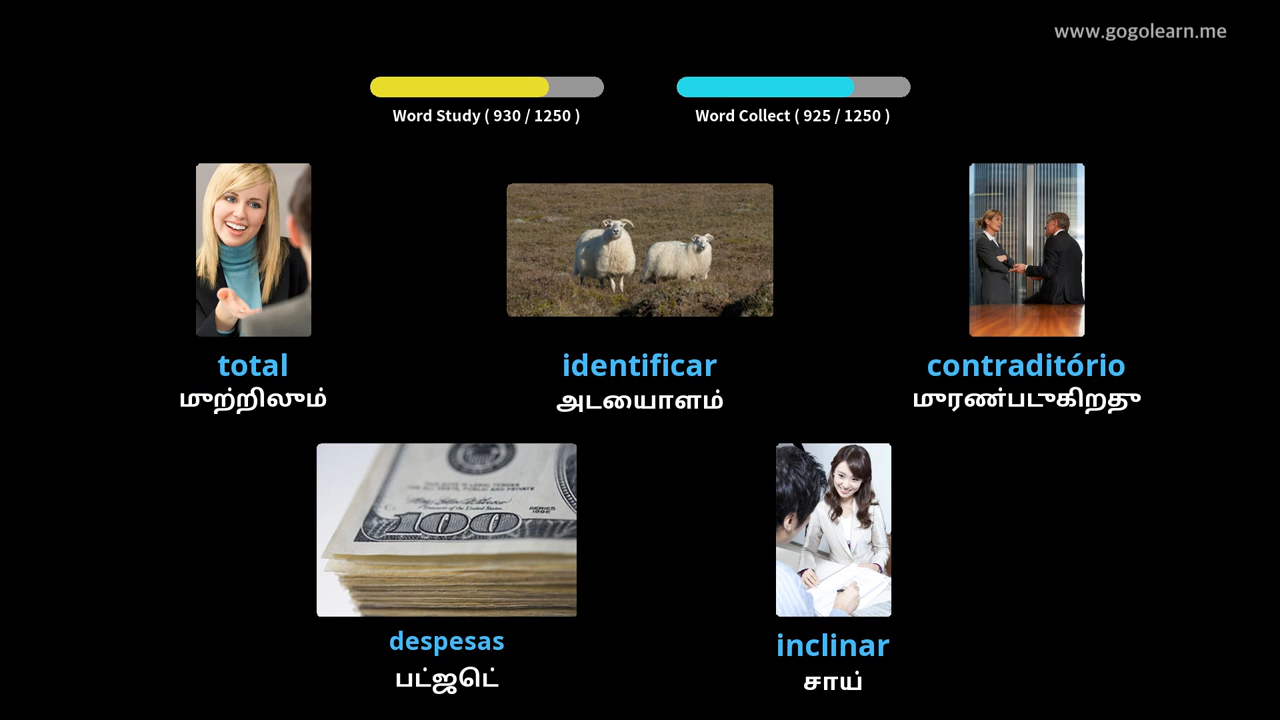 www.gogolearn.me
Word Study ( 930 / 1250 )
Word Collect ( 925 / 1250 )
total
முற்றிலும்
identificar
அடையாளம்
contraditório
முரண்படுகிறது
100
despesas
பட்ஜெட்
inclinar
சாய்